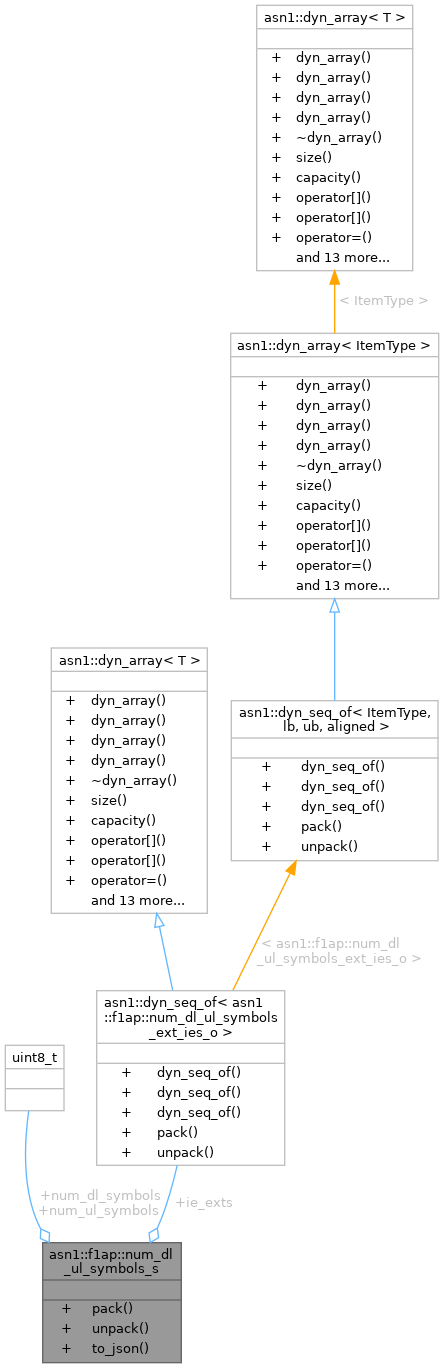 asn1::dyn_array< T >
+ dyn_array()
+ dyn_array()
+ dyn_array()
+ dyn_array()
+ ~dyn_array()
+ size()
+ capacity()
+ operator[]()
+ operator[]()
+ operator=()
and 13 more...
< ItemType >
asn1::dyn_array< ItemType >
+ dyn_array()
+ dyn_array()
+ dyn_array()
+ dyn_array()
+ ~dyn_array()
+ size()
+ capacity()
+ operator[]()
+ operator[]()
+ operator=()
and 13 more...
asn1::dyn_array< T >
+ dyn_array()
+ dyn_array()
+ dyn_array()
+ dyn_array()
+ ~dyn_array()
+ size()
+ capacity()
+ operator[]()
+ operator[]()
+ operator=()
and 13 more...
asn1::dyn_seq_of< ItemType,
lb, ub, aligned >
+ dyn_seq_of()
+ dyn_seq_of()
+ dyn_seq_of()
+ pack()
+ unpack()
< asn1::f1ap::num_dl
_ul_symbols_ext_ies_o >
asn1::dyn_seq_of< asn1
::f1ap::num_dl_ul_symbols
_ext_ies_o >
+ dyn_seq_of()
+ dyn_seq_of()
+ dyn_seq_of()
+ pack()
+ unpack()
uint8_t
+num_dl_symbols
+num_ul_symbols
+ie_exts
asn1::f1ap::num_dl
_ul_symbols_s
+ pack()
+ unpack()
+ to_json()